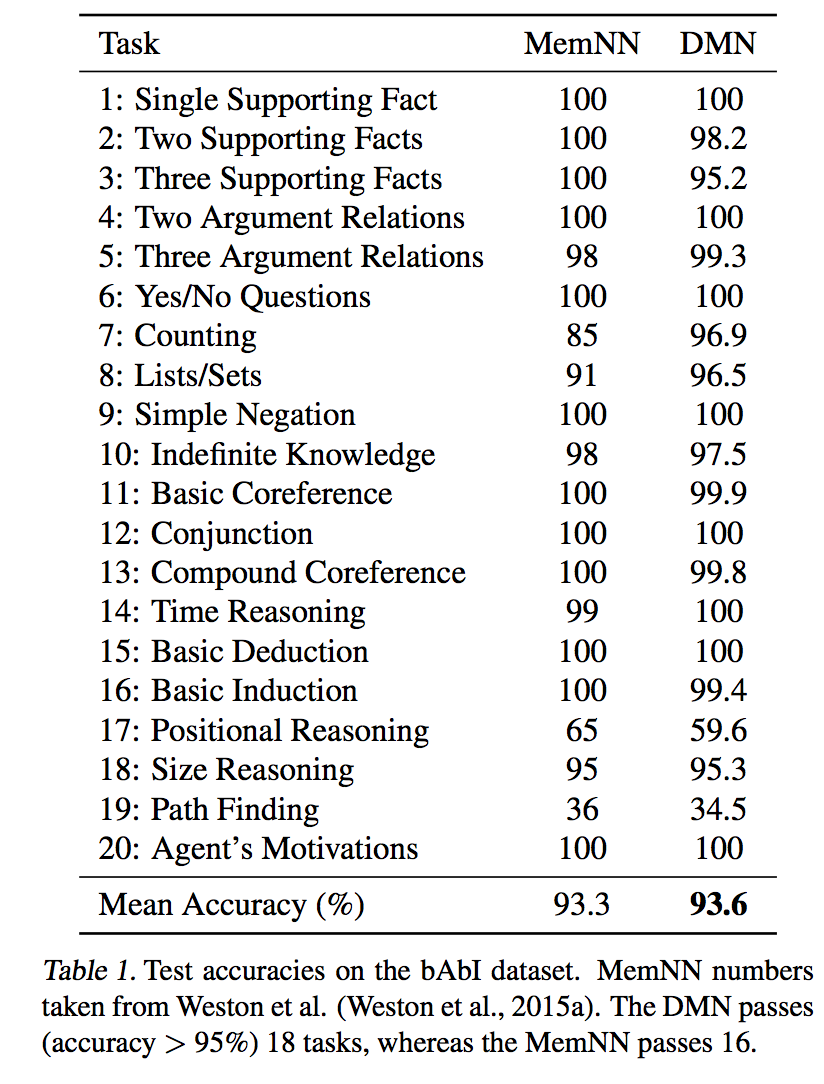 Task MemNN DMN
1: Single Supporting Fact 100 100
2: Two Supporting Facts 100 98.2
3: Three Supporting Facts 100 95.2
4: Two Argument Relations 100 100
5: Three Argument Relations 98 99.3
6: Yes/No Questions 100 100
7: Counting 85 96.9
8: Lists/Sets 91 96.5
9: Simple Negation 100 100
10: Indefinite Knowledge 98 97.5
11: Basic Coreference 100 99.9
12: Conjunction 100 100
13: Compound Coreference 100 99.8
14: Time Reasoning 99 100
15: Basic Deduction 100 100
16: Basic Induction 100 99.4
17: Positional Reasoning 65 59.6
18: Size Reasoning 95 95.3
19: Path Finding 36 34.5
20: Agent’s Motivations 100 100
Mean Accuracy (%) 93.3 93.6
Table 1. Test accuracies on the bAbI dataset. MemNN numbers
taken from Weston et al. (Weston et al., 2015a). The DMN passes
(accuracy > 95%) 18 tasks, whereas the MemNN passes 16.